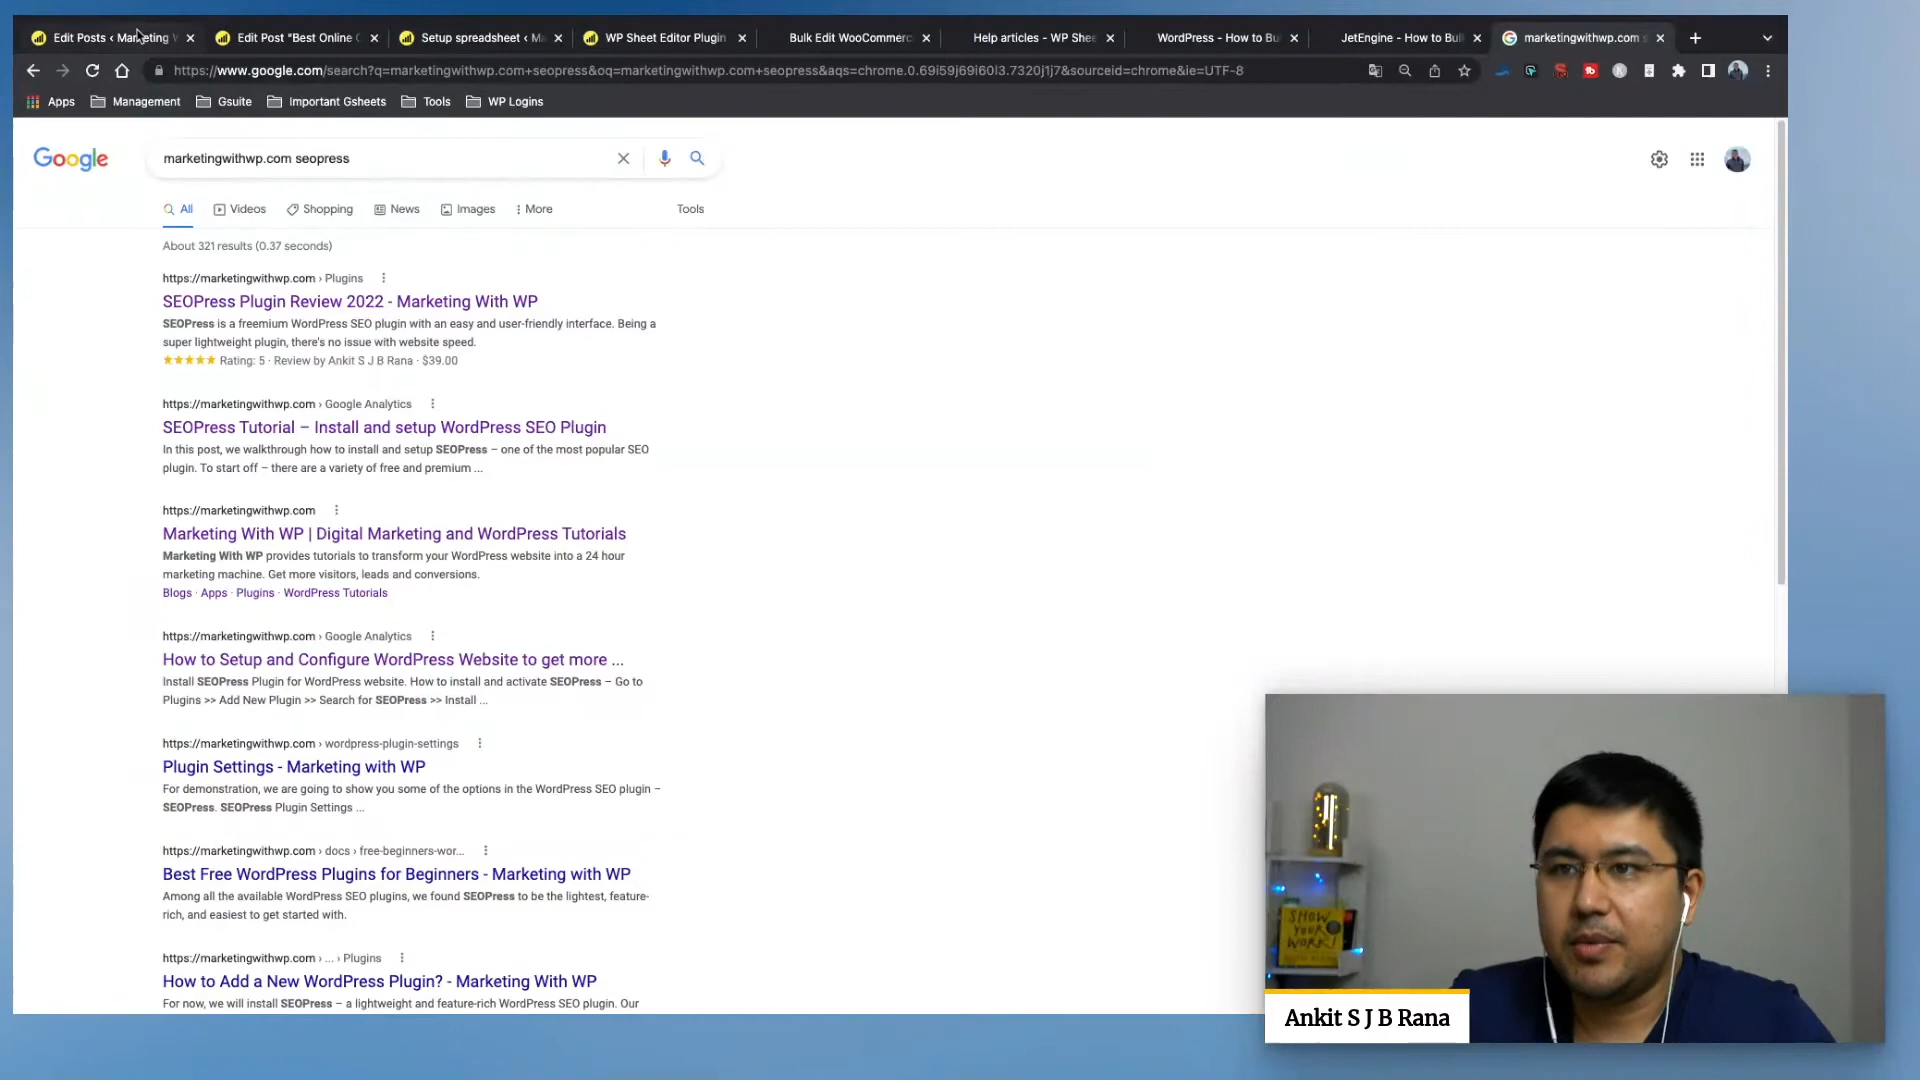 Edit Posts ‹ Marketing W
Edit Post "Best Online C
Setup spreadsheet ‹ Ma
WP Sheet Editor Plugin
Bulk Edit WooCommerc
Help articles - WP Shee
WordPress - How to Bu
JetEngine - How to Bul
marketingwithwp.com s
https://www.google.com/search?q=marketingwithwp.com+seopress&oq=marketingwithwp.com+seopress&aqs=chrome.0.69i59j69i60l3.7320j1j7&sourceid=chrome&ie=UTF-8
Apps Management Gsuite Important Gsheets Tools WP Logins
Google
marketingwithwp.com seopress
All Videos Shopping News Images More Tools
About 321 results (0.37 seconds)
https://marketingwithwp.com › Plugins
SEOPress Plugin Review 2022 - Marketing With WP
SEOPress is a freemium WordPress SEO plugin with an easy and user-friendly interface. Being a
super lightweight plugin, there's no issue with website speed.
★★★★★ Rating: 5 · Review by Ankit S J B Rana · $39.00
https://marketingwithwp.com › Google Analytics
SEOPress Tutorial – Install and setup WordPress SEO Plugin
In this post, we walkthrough how to install and setup SEOPress – one of the most popular SEO
plugin. To start off – there are a variety of free and premium ...
https://marketingwithwp.com
Marketing With WP | Digital Marketing and WordPress Tutorials
Marketing With WP provides tutorials to transform your WordPress website into a 24 hour
marketing machine. Get more visitors, leads and conversions.
Blogs · Apps · Plugins · WordPress Tutorials
https://marketingwithwp.com › Google Analytics
How to Setup and Configure WordPress Website to get more ...
Install SEOPress Plugin for WordPress website. How to install and activate SEOPress – Go to
Plugins >> Add New Plugin >> Search for SEOPress >> Install ...
https://marketingwithwp.com › wordpress-plugin-settings
Plugin Settings - Marketing with WP
For demonstration, we are going to show you some of the options in the WordPress SEO plugin –
SEOPress. SEOPress Plugin Settings ...
https://marketingwithwp.com › docs › free-beginners-wor...
Best Free WordPress Plugins for Beginners - Marketing with WP
Among all the available WordPress SEO plugins, we found SEOPress to be the lightest, feature-
rich, and easiest to get started with.
https://marketingwithwp.com › ... › Plugins
How to Add a New WordPress Plugin? - Marketing With WP
For now, we will install SEOPress – a lightweight and feature-rich WordPress SEO plugin. Our
SHOW
YOUR
WORK!
Ankit S J B Rana